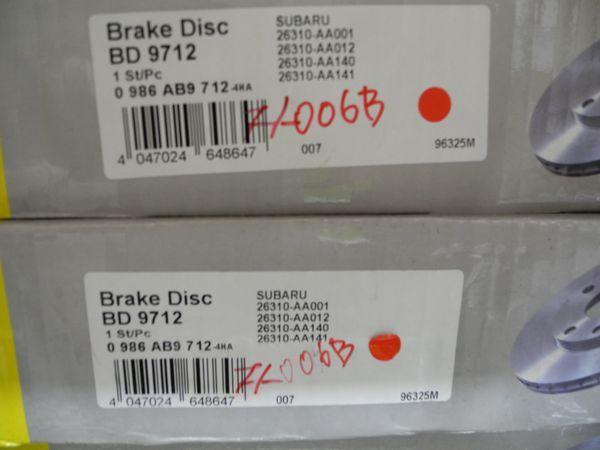 Brake Disc
BD 9712
1 St/Pc
0 986 AB9 712-4HA
SUBARU
26310-AA001
26310-AA012
26310-AA140
26310-AA141
4 047024 648647
007
96325M
Brake Disc
BD 9712
1 St/Pc
0 986 AB9 712-4HA
SUBARU
26310-AA001
26310-AA012
26310-AA140
26310-AA141
4 047024 648647
007
96325M